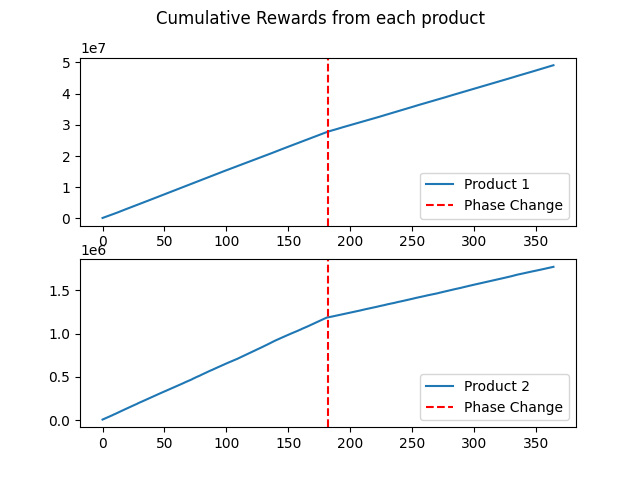 Cumulative Rewards from each product
1e7
5
4
3
2
1
0
Product 1
Phase Change
0 50 100 150 200 250 300 350
1e6
1.5
1.0
0.5
0.0
Product 2
Phase Change
0 50 100 150 200 250 300 350